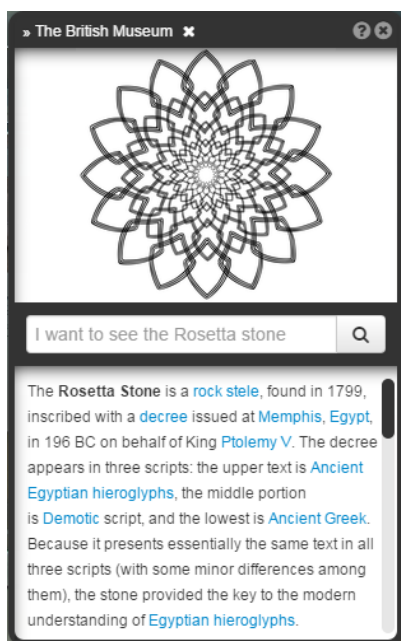 » The British Museum ✖
I want to see the Rosetta stone
The Rosetta Stone is a rock stele, found in 1799,
inscribed with a decree issued at Memphis, Egypt,
in 196 BC on behalf of King Ptolemy V. The decree
appears in three scripts: the upper text is Ancient
Egyptian hieroglyphs, the middle portion
is Demotic script, and the lowest is Ancient Greek.
Because it presents essentially the same text in all
three scripts (with some minor differences among
them), the stone provided the key to the modern
understanding of Egyptian hieroglyphs.